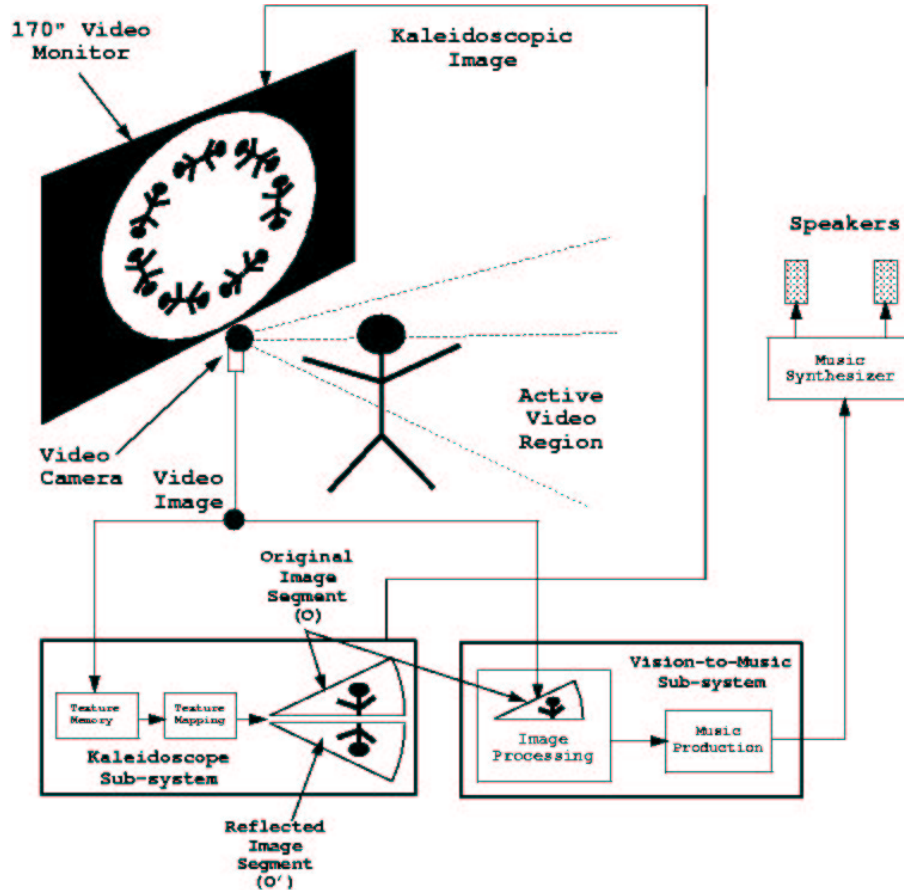 170" Video
Monitor
Kaleidoscopic
Image
Speakers
Music
Synthesizer
Active
Video
Region
Video
Camera
Video
Image
Original
Image
Segment
(O)
Texture
Memory
Texture
Mapping
Kaleidoscope
Sub-system
Reflected
Image
Segment
(O')
Vision-to-Music
Sub-system
Image
Processing
Music
Production